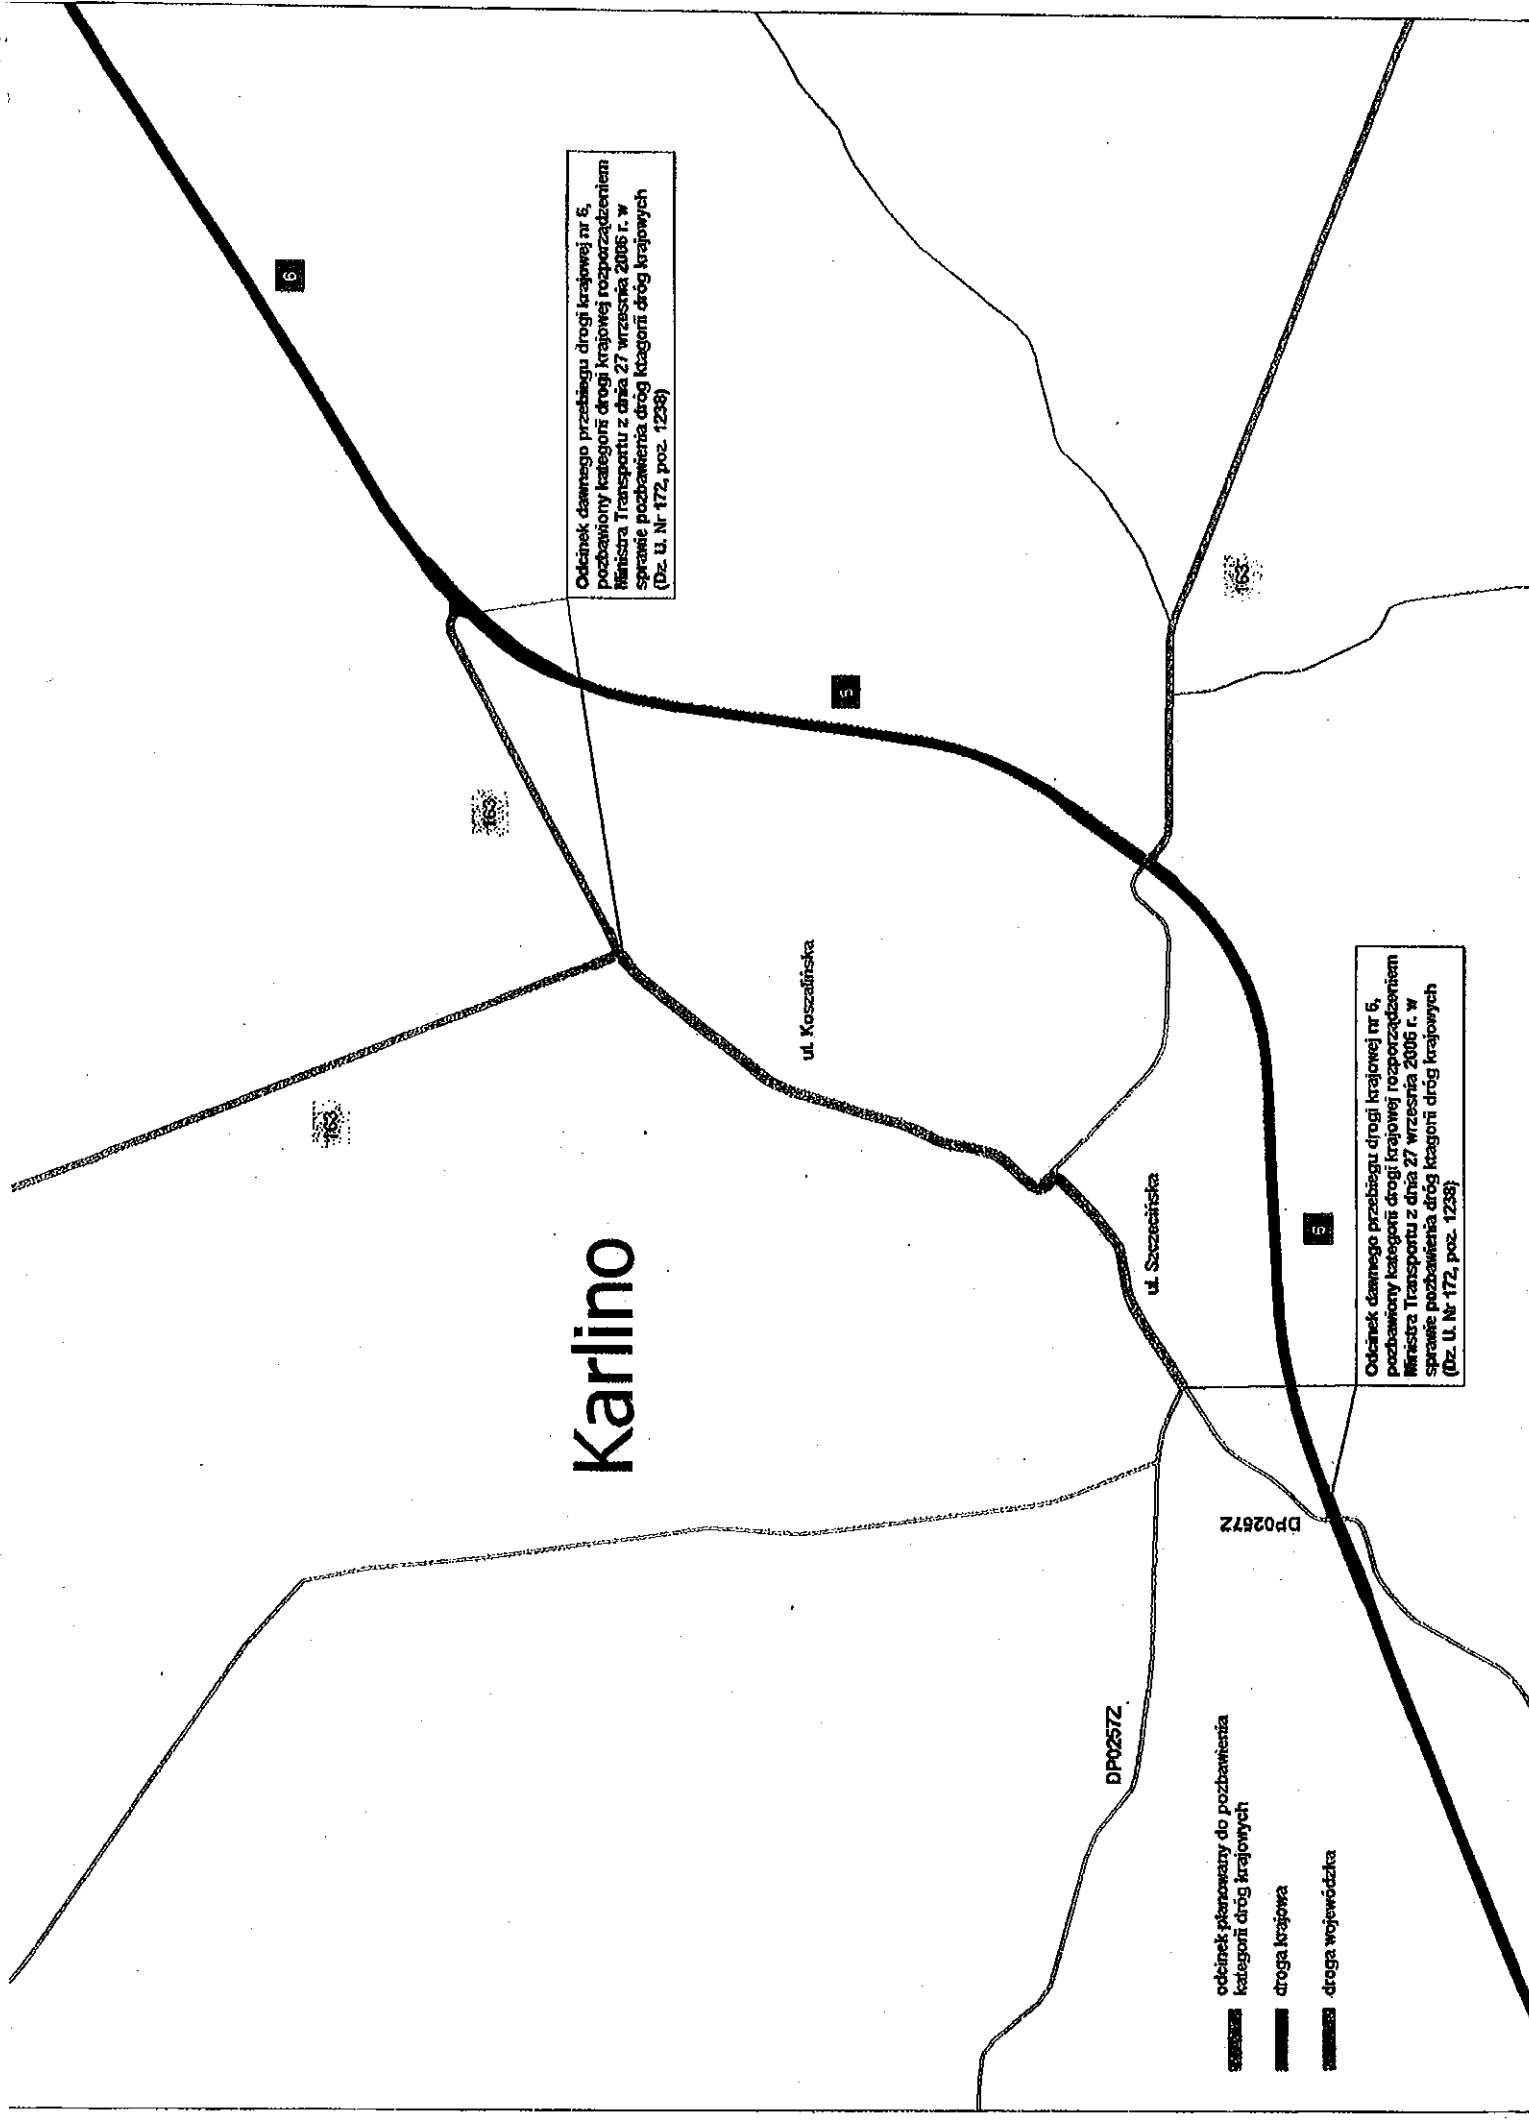 6
Odcinek dawnego przebiegu drogi krajowej nr 6,
pozbawiony kategorii drogi krajowej rozporządzeniem
Ministra Transportu z dnia 27 wrzesnia 2006 r. w
sprawie pozbawienia dróg ktagorii dróg krajowych
(Dz. U. Nr 172, poz. 1238)
163
163
6
163
ul. Koszalińska
Karlino
ul. Szczecińska
6
Odcinek dawnego przebiegu drogi krajowej nr 6,
pozbawiony kategorii drogi krajowej rozporządzeniem
Ministra Transportu z dnia 27 wrzesnia 2006 r. w
sprawie pozbawienia dróg ktagorii dróg krajowych
(Dz. U. Nr 172, poz. 1238)
DP0267Z
DP0257Z
odcinek planowany do pozbawienia
kategorii dróg krajowych
droga krajowa
droga wojewódzka